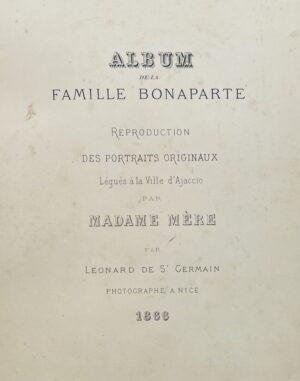 ALBUM
DE LA
FAMILLE BONAPARTE
REPRODUCTION
DES PORTRAITS ORIGINAUX
Légués à la Ville d'Ajaccio
PAR
MADAME MÈRE
PAR
LÉONARD DE St GERMAIN
PHOTOGRAPHE A NICE
1866